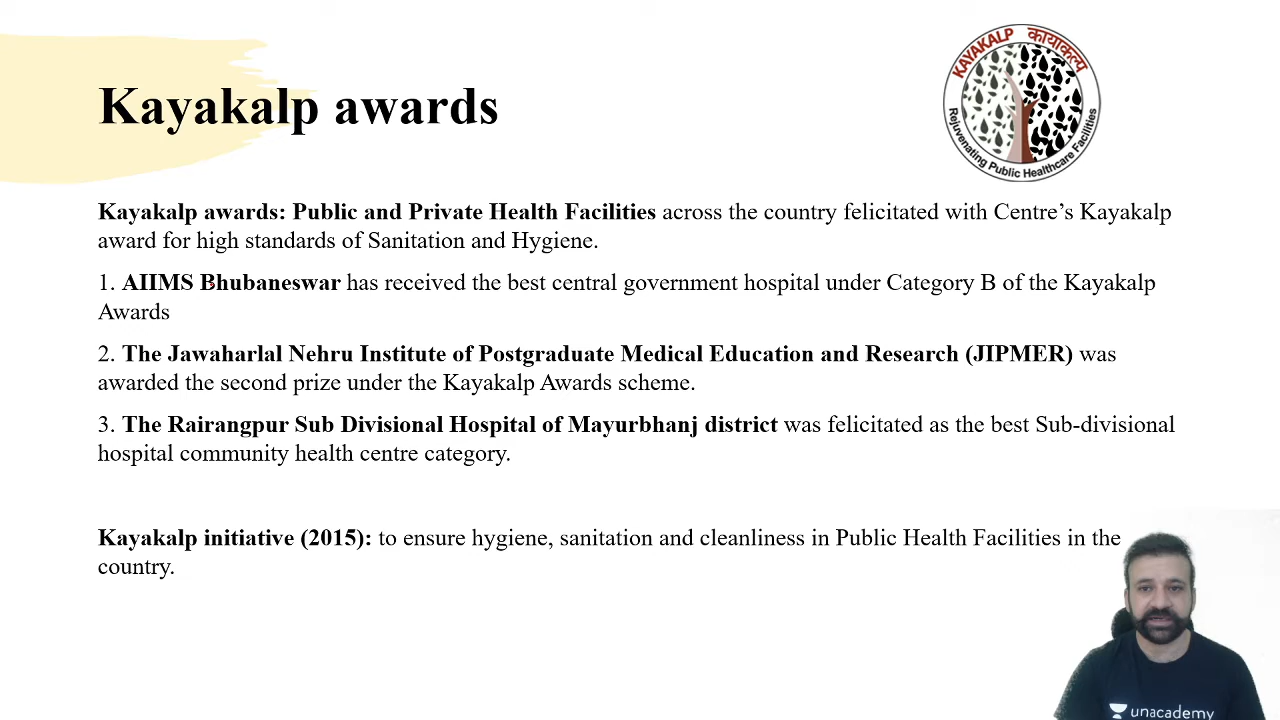 KAYAKALP कायाकल्प
Rejuvenating Public Healthcare Facilities
Kayakalp awards
Kayakalp awards: Public and Private Health Facilities across the country felicitated with Centre’s Kayakalp
award for high standards of Sanitation and Hygiene.
1. AIIMS Bhubaneswar has received the best central government hospital under Category B of the Kayakalp
Awards
2. The Jawaharlal Nehru Institute of Postgraduate Medical Education and Research (JIPMER) was
awarded the second prize under the Kayakalp Awards scheme.
3. The Rairangpur Sub Divisional Hospital of Mayurbhanj district was felicitated as the best Sub-divisional
hospital community health centre category.
Kayakalp initiative (2015): to ensure hygiene, sanitation and cleanliness in Public Health Facilities in the
country.
unacademy